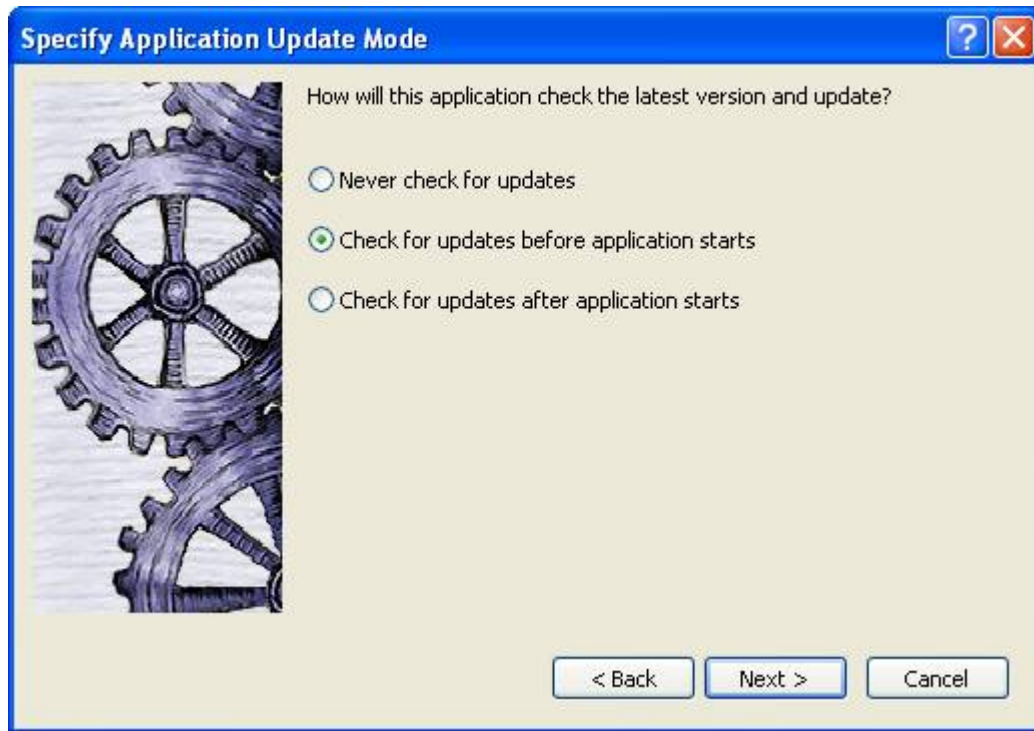 Specify Application Update Mode
How will this application check the latest version and update?
Never check for updates
Check for updates before application starts
Check for updates after application starts
< Back
Next >
Cancel